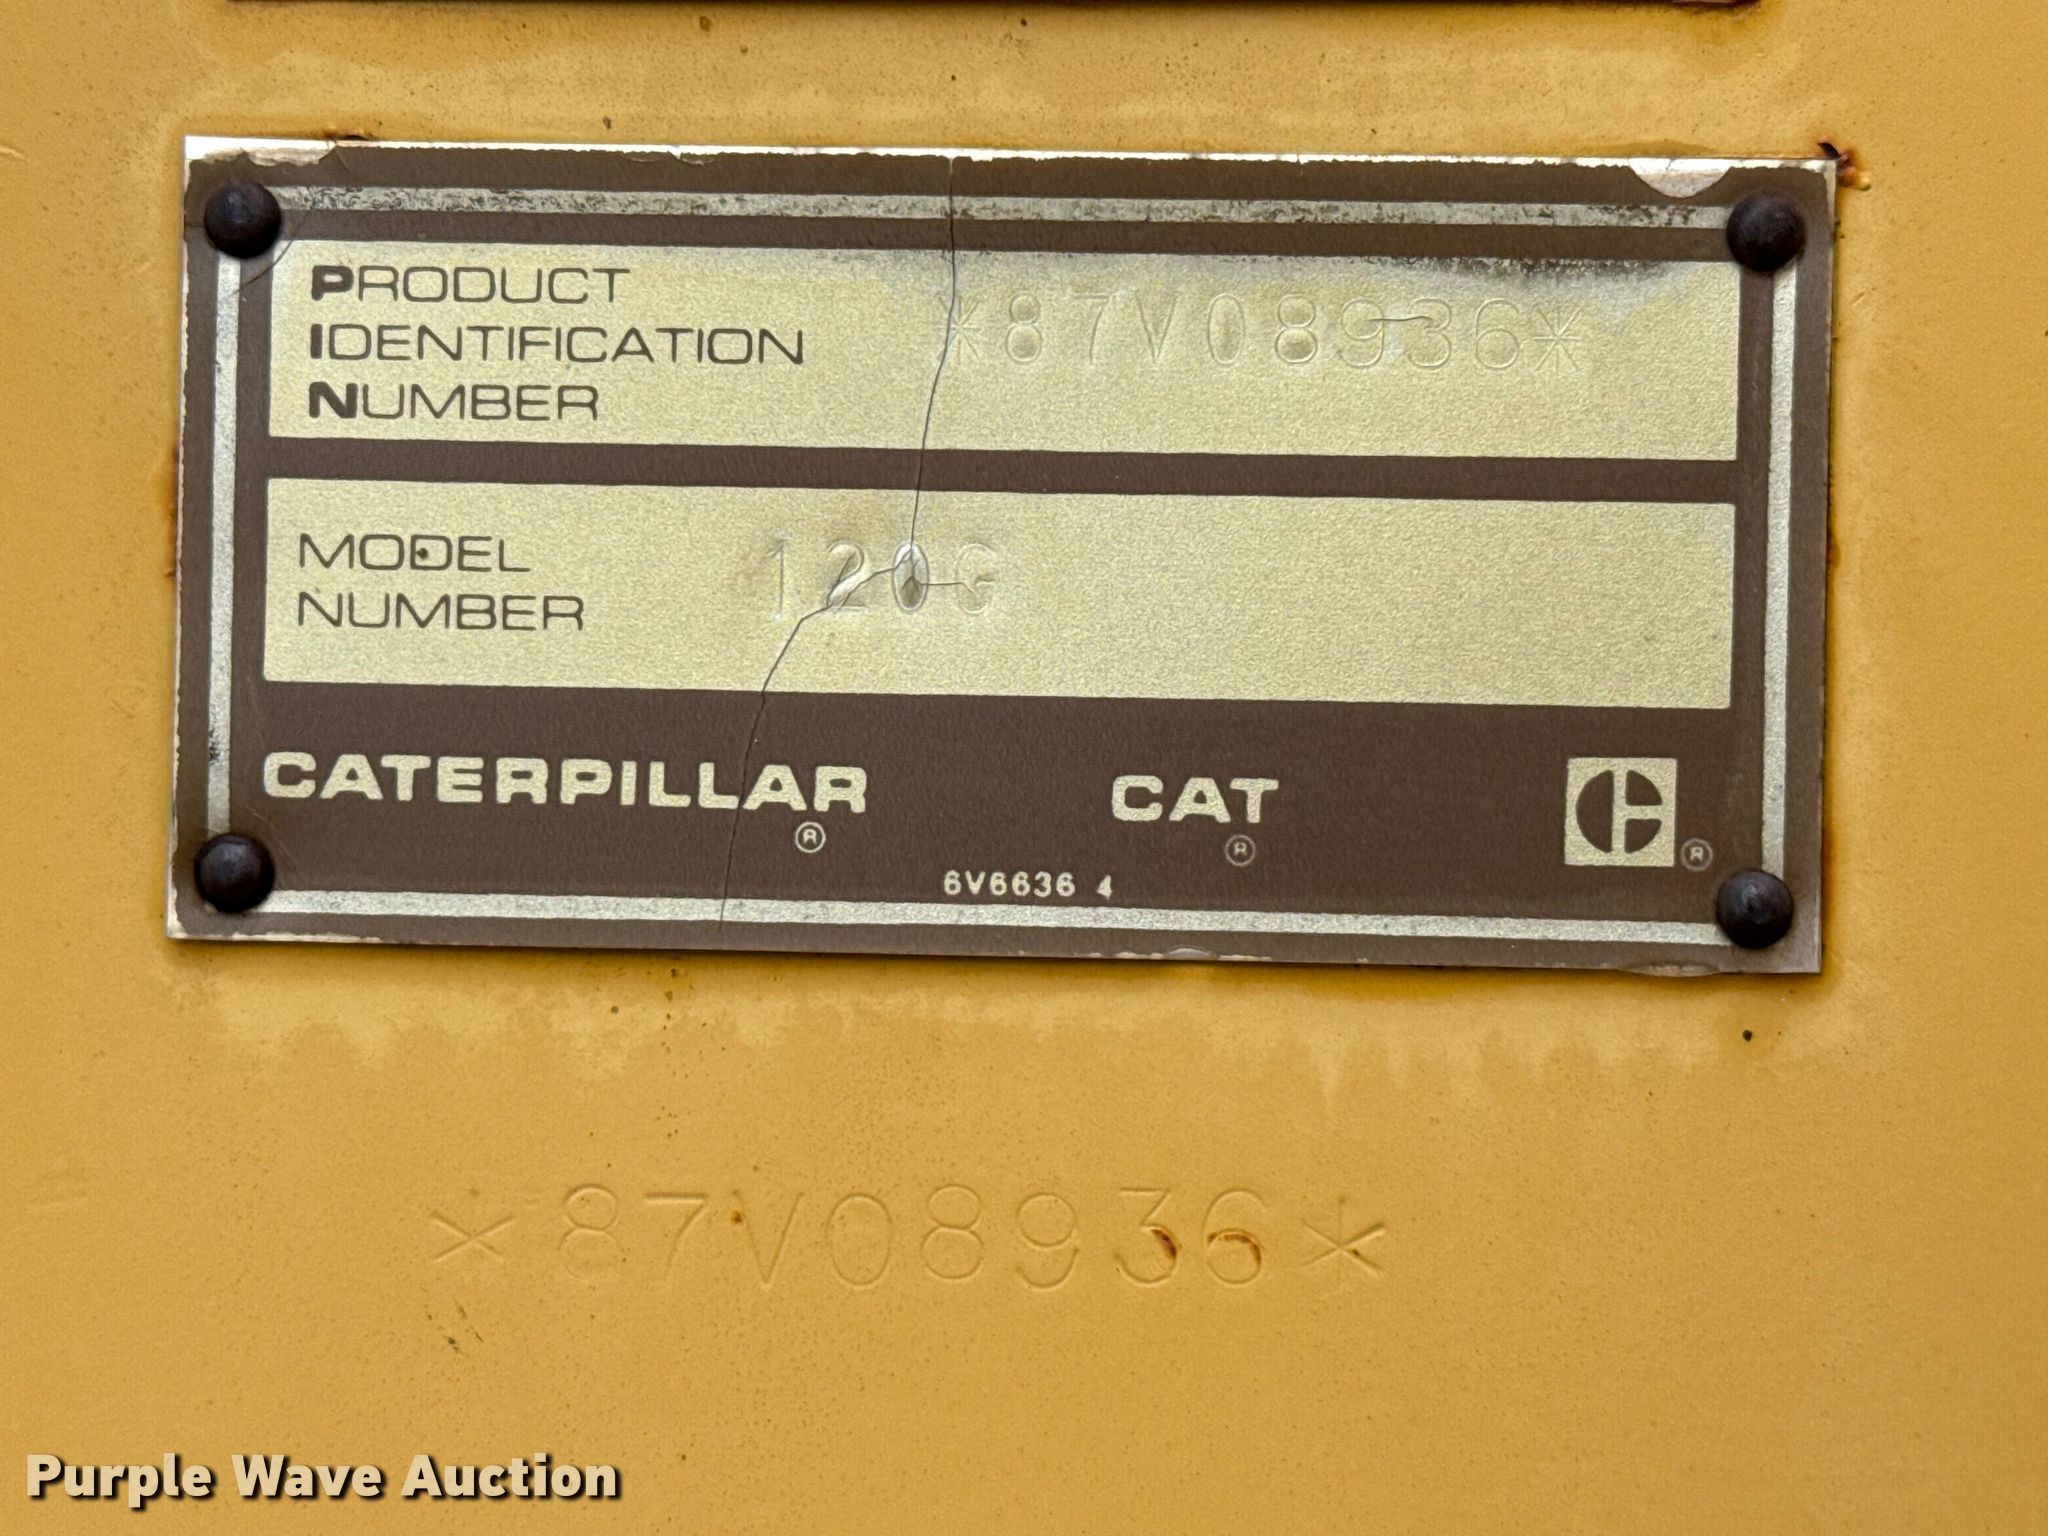 PRODUCT
IDENTIFICATION
NUMBER
*87V08936*
MODEL
NUMBER
120G
CATERPILLAR ®
CAT ®
C ®
6V6636 4
*87V08936*
Purple Wave Auction